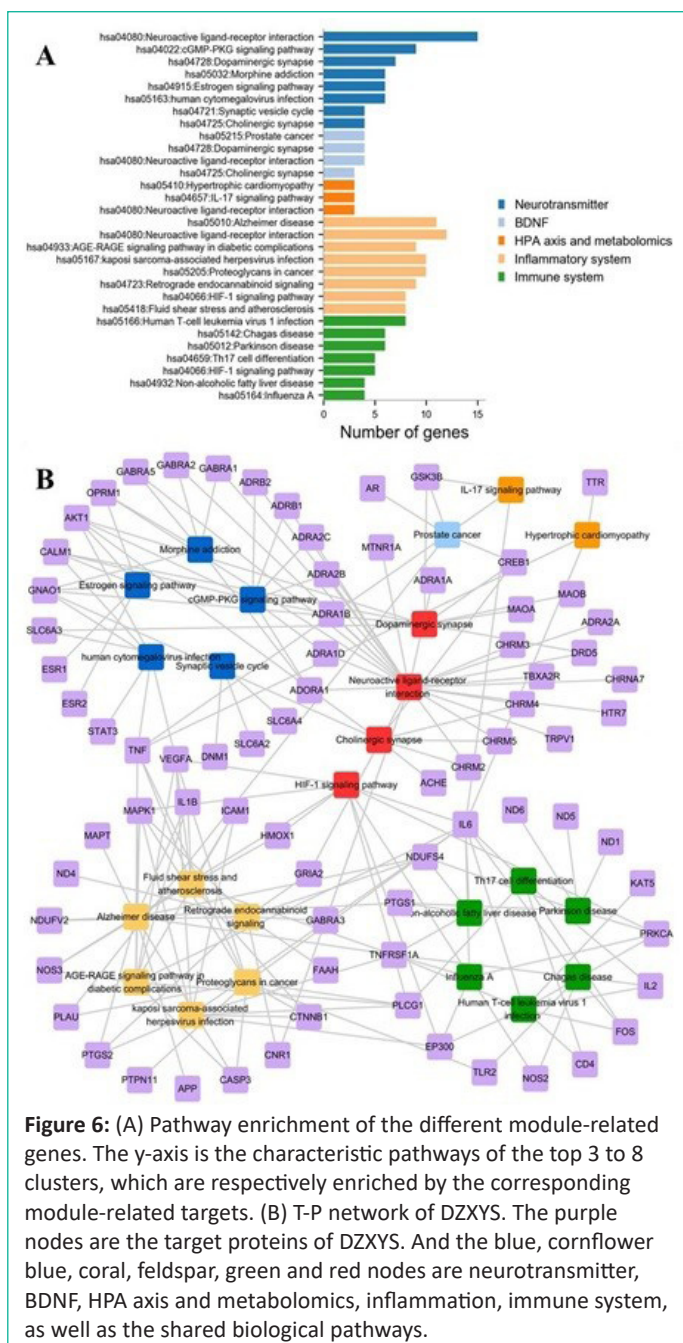 A
hsa04080:Neuroactive ligand-receptor interaction
hsa04022:cGMP-PKG signaling pathway
hsa04728:Dopaminergic synapse
hsa05032:Morphine addiction
hsa04915:Estrogen signaling pathway
hsa05163:human cytomegalovirus infection
hsa04721:Synaptic vesicle cycle
hsa04725:Cholinergic synapse
hsa05215:Prostate cancer
hsa04728:Dopaminergic synapse
hsa04080:Neuroactive ligand-receptor interaction
hsa04725:Cholinergic synapse
hsa05410:Hypertrophic cardiomyopathy
hsa04657:IL-17 signaling pathway
hsa04080:Neuroactive ligand-receptor interaction
hsa05010:Alzheimer disease
hsa04080:Neuroactive ligand-receptor interaction
hsa04933:AGE-RAGE signaling pathway in diabetic complications
hsa05167:kaposi sarcoma-associated herpesvirus infection
hsa05205:Proteoglycans in cancer
hsa04723:Retrograde endocannabinoid signaling
hsa04066:HIF-1 signaling pathway
hsa05418:Fluid shear stress and atherosclerosis
hsa05166:Human T-cell leukemia virus 1 infection
hsa05142:Chagas disease
hsa05012:Parkinson disease
hsa04659:Th17 cell differentiation
hsa04066:HIF-1 signaling pathway
hsa04932:Non-alcoholic fatty liver disease
hsa05164:Influenza A
0 5 10 15
Number of genes
Neurotransmitter
BDNF
HPA axis and metabolomics
Inflammatory system
Immune system
B
GABRA5
GABRA2
GABRA1
OPRM1
ADRB2
AKT1
ADRB1
CALM1
ADRA2C
GNAO1
ADRA2B
SLC6A3
ADRA1B
ESR1
ADRA1D
ESR2
ADORA1
STAT3
SLC6A4
TNF
VEGFA
DNM1
SLC6A2
Morphine addiction
Estrogen signaling pathway
cGMP-PKG signaling pathway
human cytomegalovirus infection
Synaptic vesicle cycle
AR
GSK3B
IL-17 signaling pathway
TTR
Prostate cancer
Hypertrophic cardiomyopathy
MTNR1A
CREB1
ADRA1A
MAOB
Dopaminergic synapse
MAOA
ADRA2A
CHRM3
DRD5
Neuroactive ligand-receptor
interaction
TBXA2R
CHRNA7
CHRM4
HTR7
Cholinergic synapse
CHRM5
TRPV1
CHRM2
HIF-1 signaling pathway
ACHE
MAPK1
IL1B
ICAM1
MAPT
HMOX1
IL6
ND6
ND5
ND4
Fluid shear stress and
atherosclerosis
GRIA2
NDUFS4
ND1
Th17 cell differentiation
NDUFV2
Alzheimer disease
Retrograde endocannabinoid
signaling
GABRA3
PTGS1
on-alcoholic fatty liver disease
Parkinson disease
KAT5
NOS3
AGE-RAGE signaling pathway in
diabetic complications
Proteoglycans in cancer
FAAH
TNFRSF1A
Influenza A
Chagas disease
PRKCA
PLAU
kaposi sarcoma-associated
herpesvirus infection
CTNNB1
PLCG1
Human T-cell leukemia virus 1
infection
IL2
PTGS2
CNR1
EP300
FOS
PTPN11
APP
CASP3
TLR2
NOS2
CD4
Figure 6: (A) Pathway enrichment of the different module-related
genes. The y-axis is the characteristic pathways of the top 3 to 8
clusters, which are respectively enriched by the corresponding
module-related targets. (B) T-P network of DZXYS. The purple
nodes are the target proteins of DZXYS. And the blue, cornflower
blue, coral, feldspar, green and red nodes are neurotransmitter,
BDNF, HPA axis and metabolomics, inflammation, immune system,
as well as the shared biological pathways.